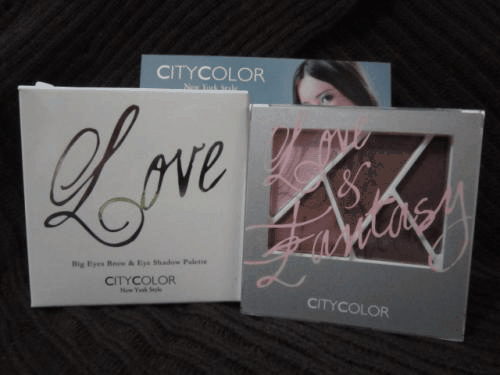 CITYCOLOR
New York Style
Love
Big Eyes Brow & Eye Shadow Palette
CITYCOLOR
New York Style
Love
&
Fantasy
CITYCOLOR